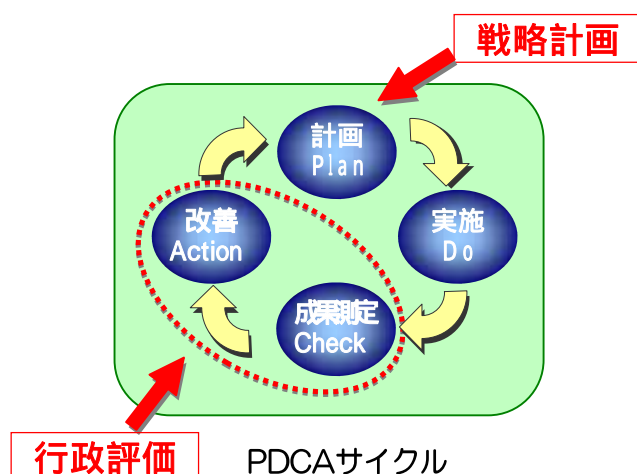 戦略計画
計画
Plan
改善
Action
実施
Do
成果測定
Check
行政評価
PDCAサイクル